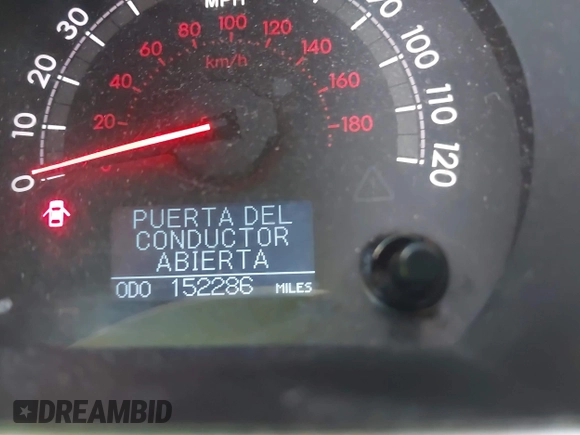 MPH
30
20
10
0
100
80
120
60
km/h
140
40
160
20
180
100
110
120
PUERTA DEL
CONDUCTOR
ABIERTA
ODO 152286 MILES
DREAMBID